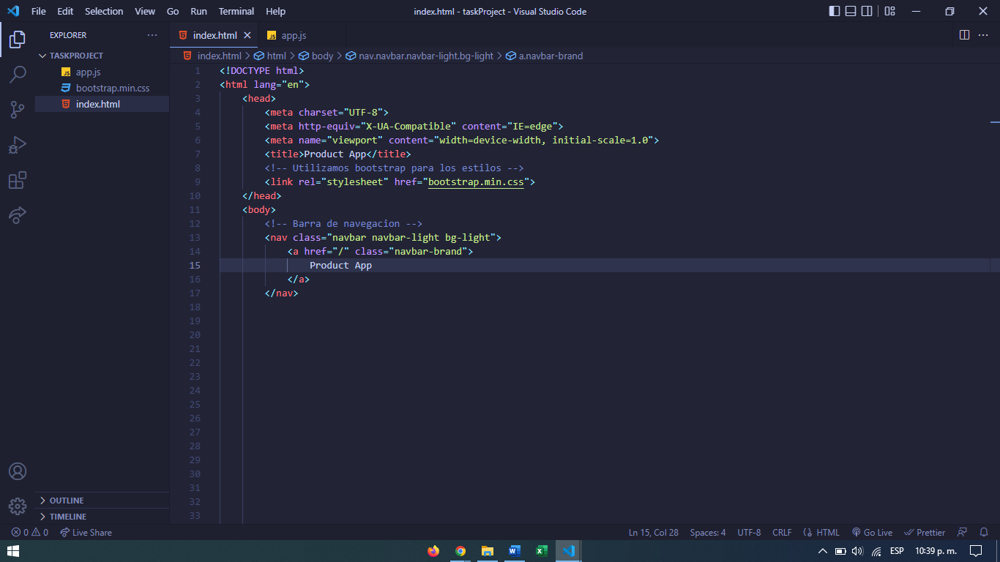 File Edit Selection View Go Run Terminal Help index.html - taskProject - Visual Studio Code
EXPLORER
index.html
JS app.js
TASKPROJECT
JS app.js
bootstrap.min.css
index.html
index.html > html > body > nav.navbar.navbar-light.bg-light > a.navbar-brand
1 <!DOCTYPE html>
2 <html lang="en">
3 <head>
4 <meta charset="UTF-8">
5 <meta http-equiv="X-UA-Compatible" content="IE=edge">
6 <meta name="viewport" content="width=device-width, initial-scale=1.0">
7 <title>Product App</title>
8 <!-- Utilizamos bootstrap para los estilos -->
9 <link rel="stylesheet" href="bootstrap.min.css">
10 </head>
11 <body>
12 <!-- Barra de navegacion -->
13 <nav class="navbar navbar-light bg-light">
14 <a href="/" class="navbar-brand">
15 Product App
16 </a>
17 </nav>
18
19
20
21
22
23
24
25
26
27
28
29
30
31
32
33
OUTLINE
TIMELINE
0 0 Live Share Ln 15, Col 28 Spaces: 4 UTF-8 CRLF HTML Go Live Prettier
ESP 10:39 p. m.